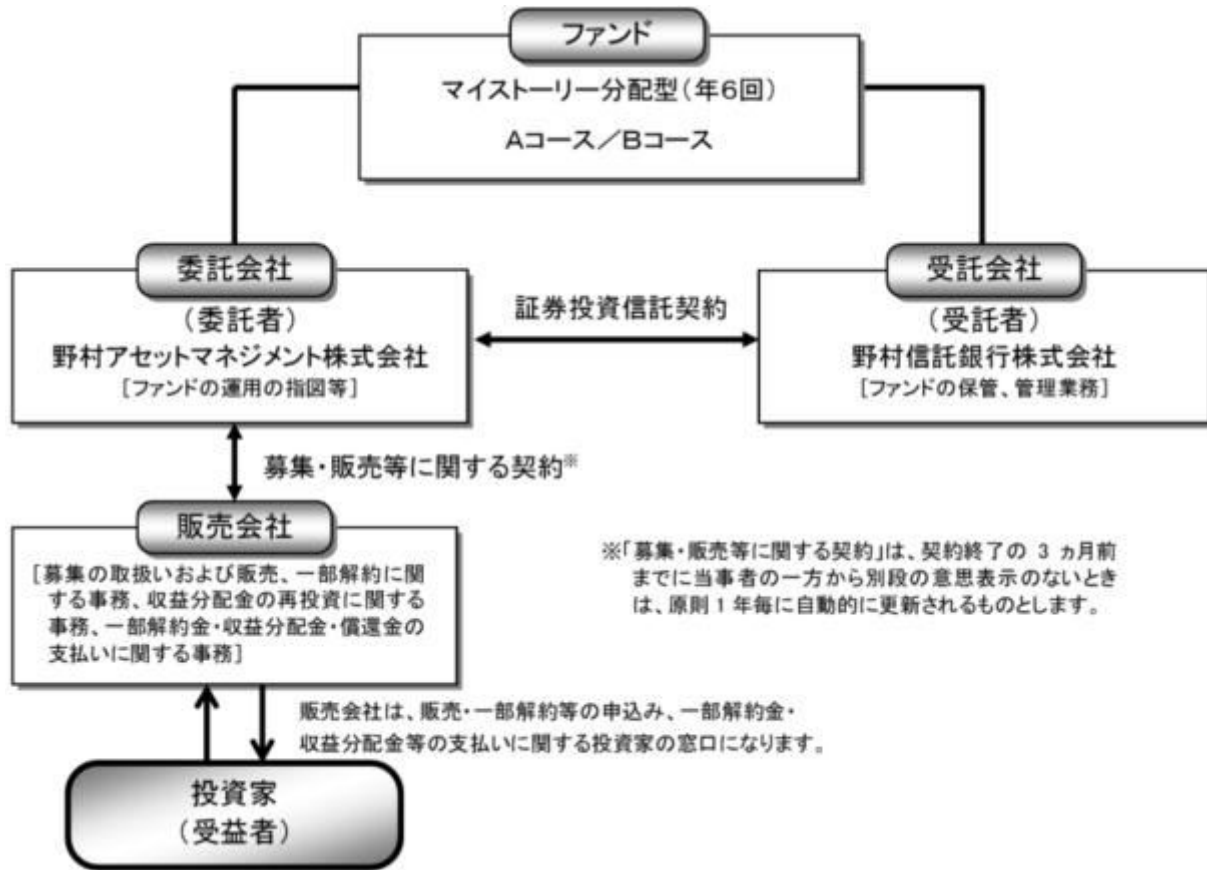 ファンド
マイストーリー分配型(年6回)
Aコース/Bコース
委託会社
(委託者)
野村アセットマネジメント株式会社
[ファンドの運用の指図等]
証券投資信託契約
受託会社
(受託者)
野村信託銀行株式会社
[ファンドの保管、管理業務]
募集・販売等に関する契約※
販売会社
[募集の取扱いおよび販売、一部解約に関
する事務、収益分配金の再投資に関する
事務、一部解約金・収益分配金・償還金の
支払いに関する事務]
※「募集・販売等に関する契約」は、契約終了の 3 ヵ月前
までに当事者の一方から別段の意思表示のないとき
は、原則 1 年毎に自動的に更新されるものとします。
販売会社は、販売・一部解約等の申込み、一部解約金・
収益分配金等の支払いに関する投資家の窓口になります。
投資家
(受益者)